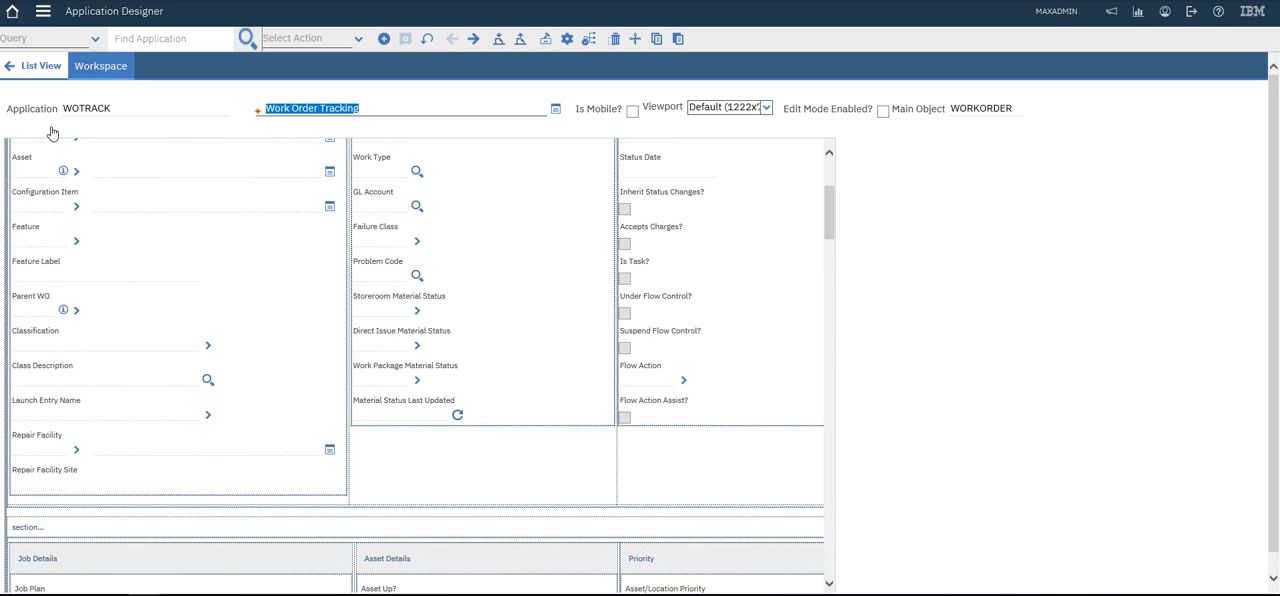 Application Designer
MAXADMIN
IBM
Query
Find Application
Select Action
List View
Workspace
Application WOTRACK
Work Order Tracking
Is Mobile?
Viewport Default (1222x
Edit Mode Enabled?
Main Object WORKORDER
Asset
Work Type
Status Date
Configuration Item
GL Account
Inherit Status Changes?
Feature
Failure Class
Accepts Charges?
Feature Label
Problem Code
Is Task?
Parent WO
Storeroom Material Status
Under Flow Control?
Classification
Direct Issue Material Status
Suspend Flow Control?
Class Description
Work Package Material Status
Flow Action
Launch Entry Name
Material Status Last Updated
Flow Action Assist?
Repair Facility
Repair Facility Site
section...
Job Details
Asset Details
Priority
Job Plan
Asset Up?
Asset/Location Priority